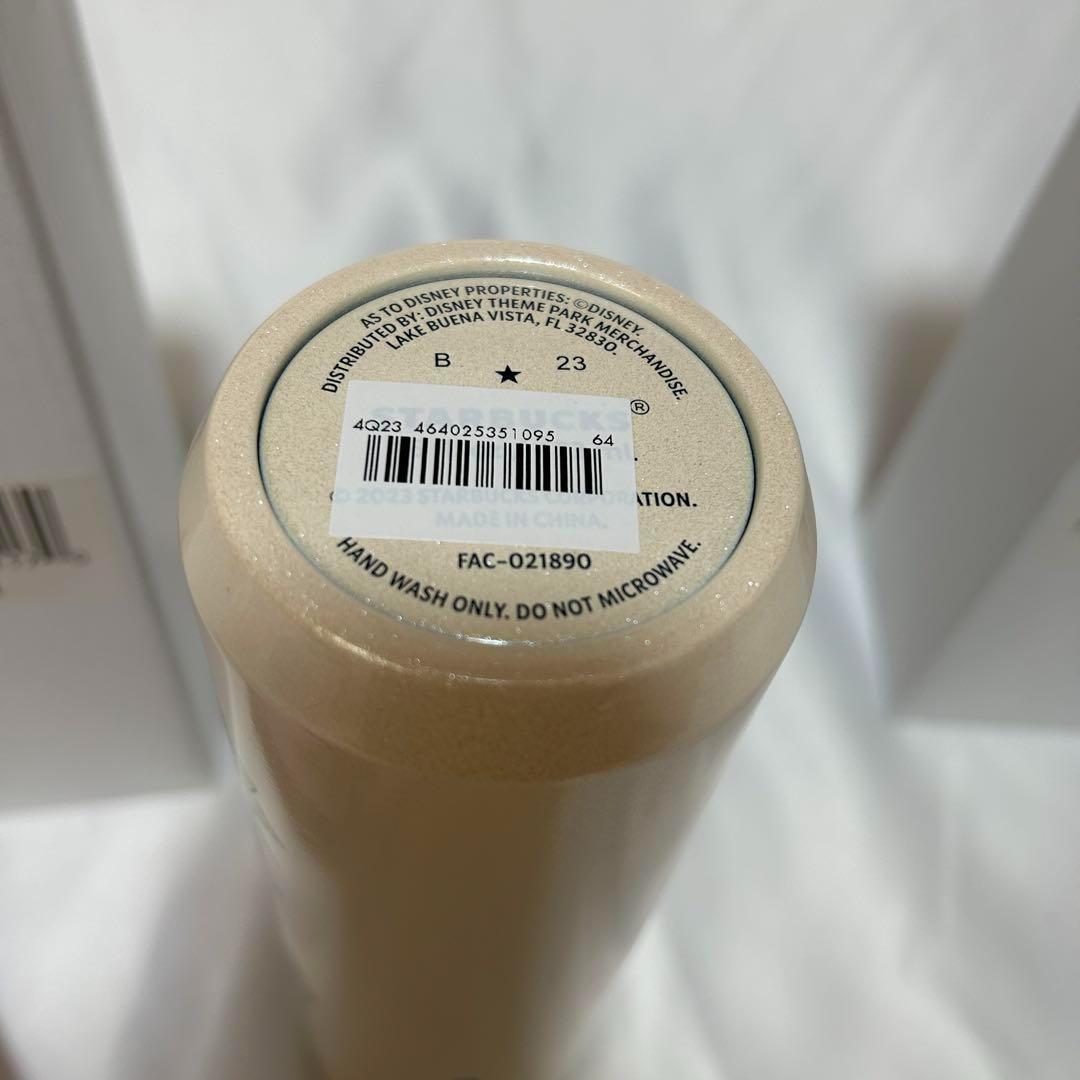 AS TO DISNEY PROPERTIES: ©DISNEY.
DISTRIBUTED BY: DISNEY THEME PARK MERCHANDISE.
LAKE BUENA VISTA, FL 32830.
B ★ 23
STARBUCKS®
4Q23 464025351095 64
ml.
© 2023 STARBUCKS CORPORATION.
MADE IN CHINA.
FAC-021890
HAND WASH ONLY. DO NOT MICROWAVE.